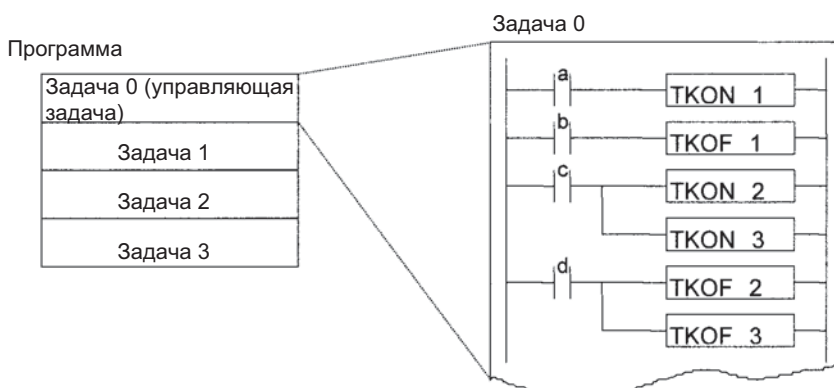 Задача 0
Программа
Задача 0 (управляющая
задача)
Задача 1
Задача 2
Задача 3
a
TKON 1
b
TKOF 1
c
TKON 2
TKON 3
d
TKOF 2
TKOF 3